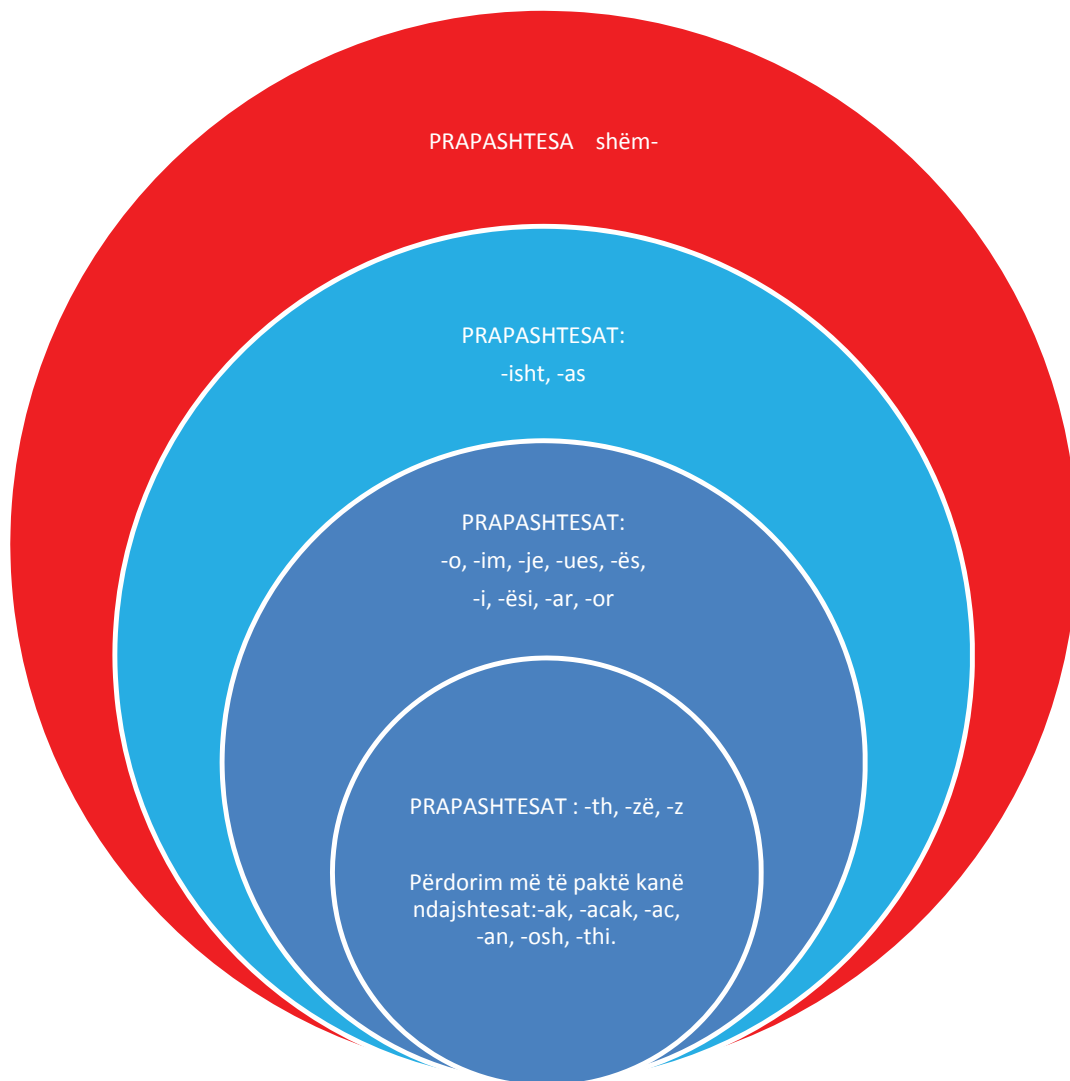 PRAPASHTESA shëm-
PRAPASHTESAT:
-isht, -as
PRAPASHTESAT:
-o, -im, -je, -ues, -ës,
-i, -ësi, -ar, -or
PRAPASHTESAT : -th, -zë, -z
Përdorim më të paktë kanë
ndajshtesat:-ak, -acak, -ac,
-an, -osh, -thi.